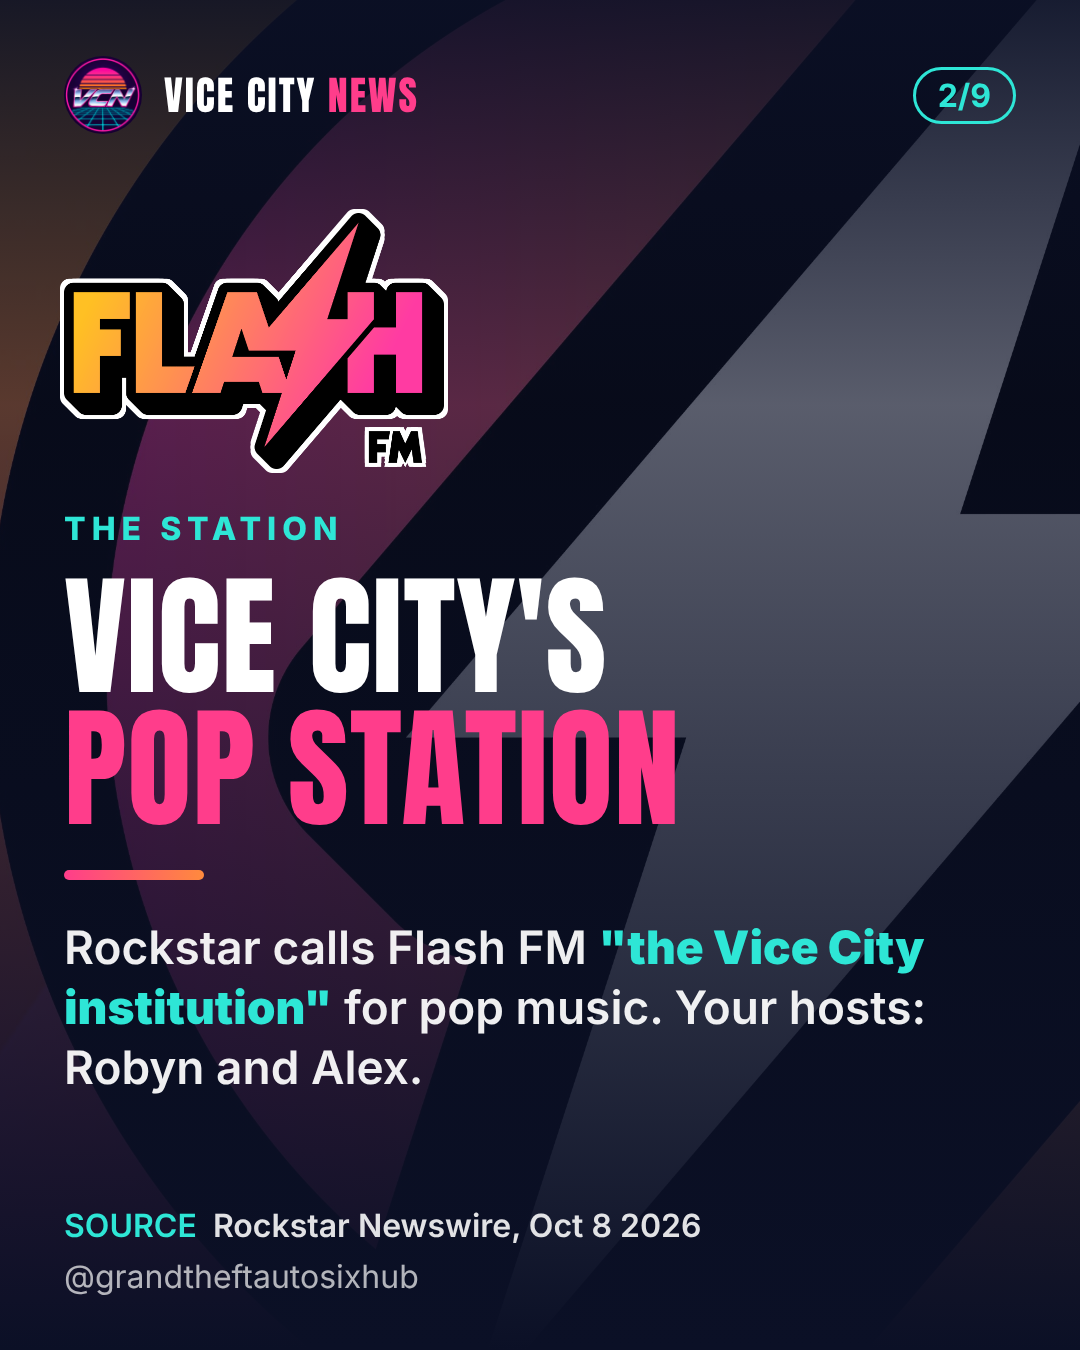 VCN
VICE CITY NEWS
2/9
FLASH
FM
THE STATION
VICE CITY'S
POP STATION
Rockstar calls Flash FM "the Vice City
institution" for pop music. Your hosts:
Robyn and Alex.
SOURCE Rockstar Newswire, Oct 8 2026
@grandtheftautosixhub